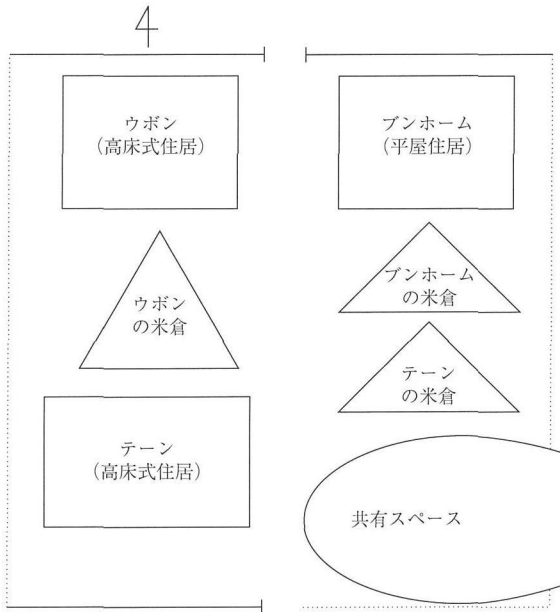 4
ウボン
（高床式住居）
ブンホーム
（平屋住居）
ウボン
の米倉
ブンホーム
の米倉
テーン
の米倉
テーン
（高床式住居）
共有スペース